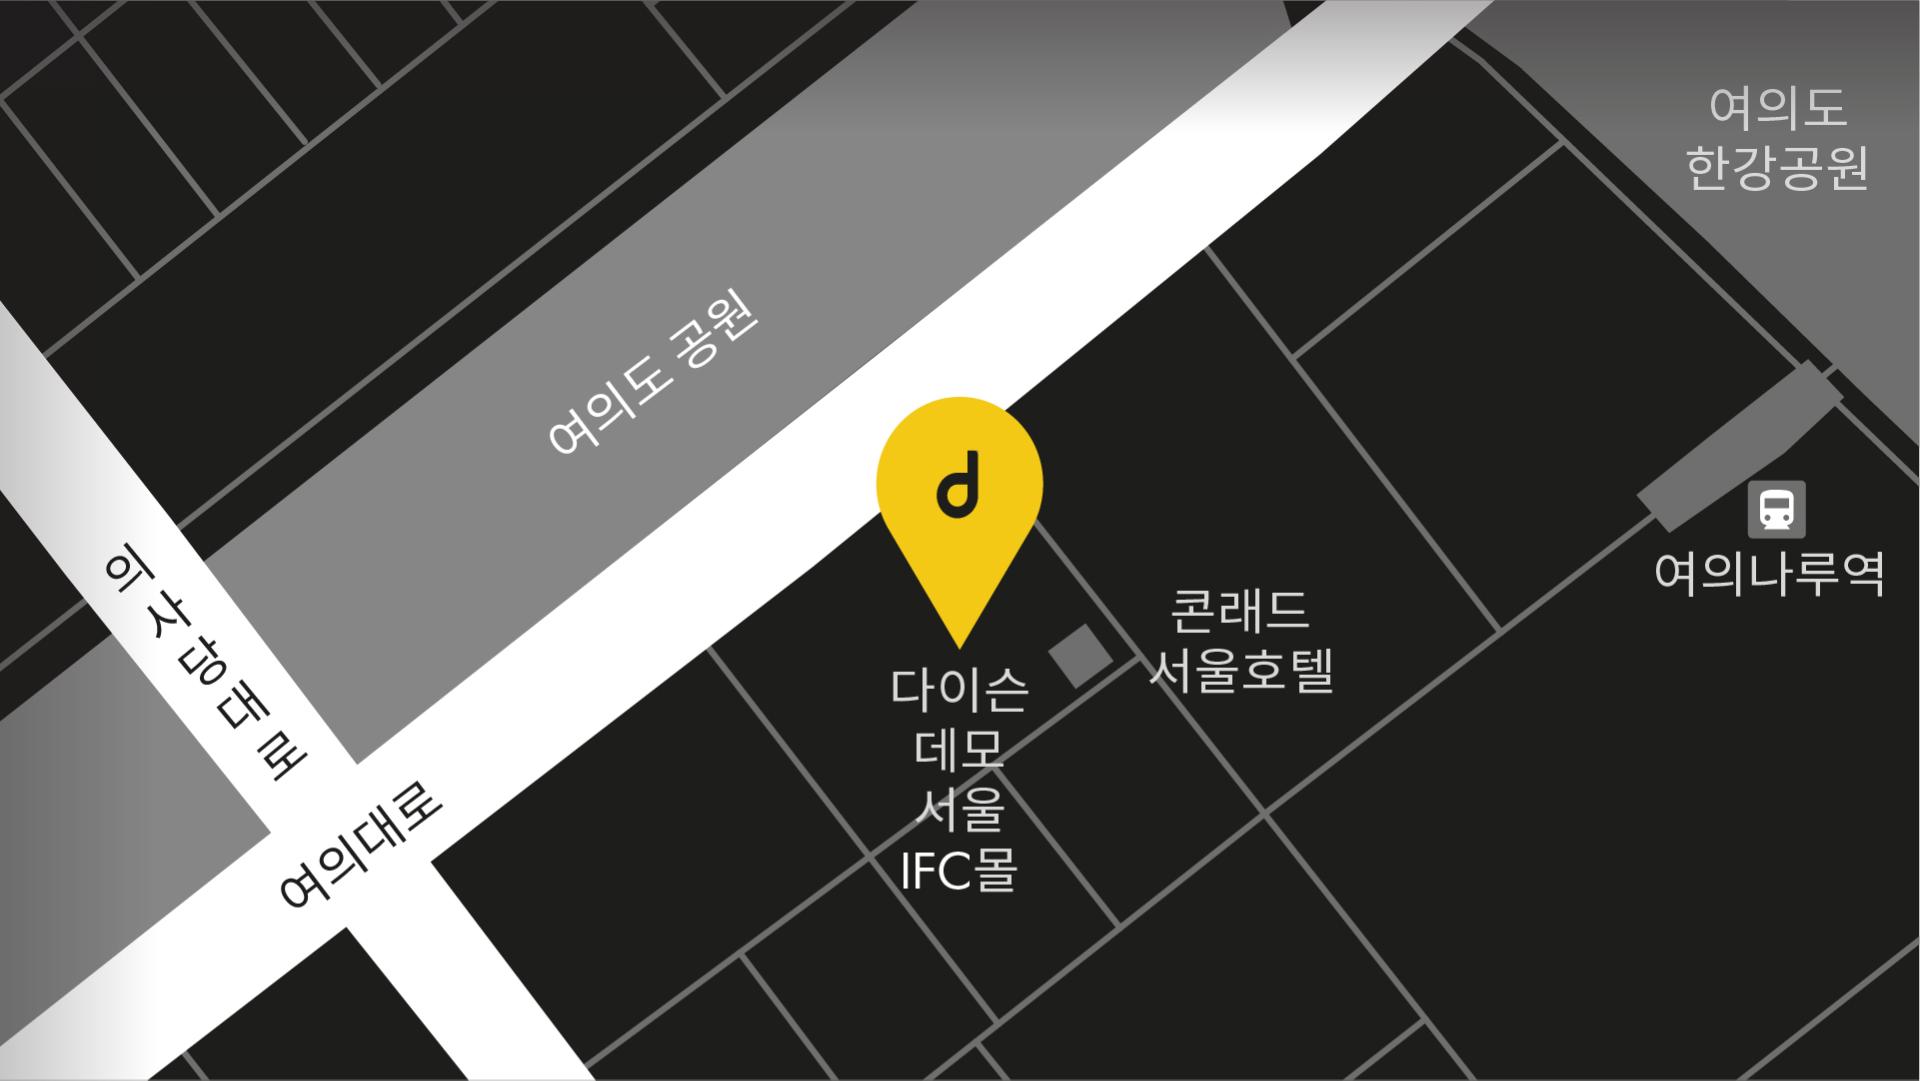 여의도
한강공원
여의도 공원
d
여의나루역
의사당대로
콘래드
서울호텔
다이슨
데모
서울
IFC몰
여의대로